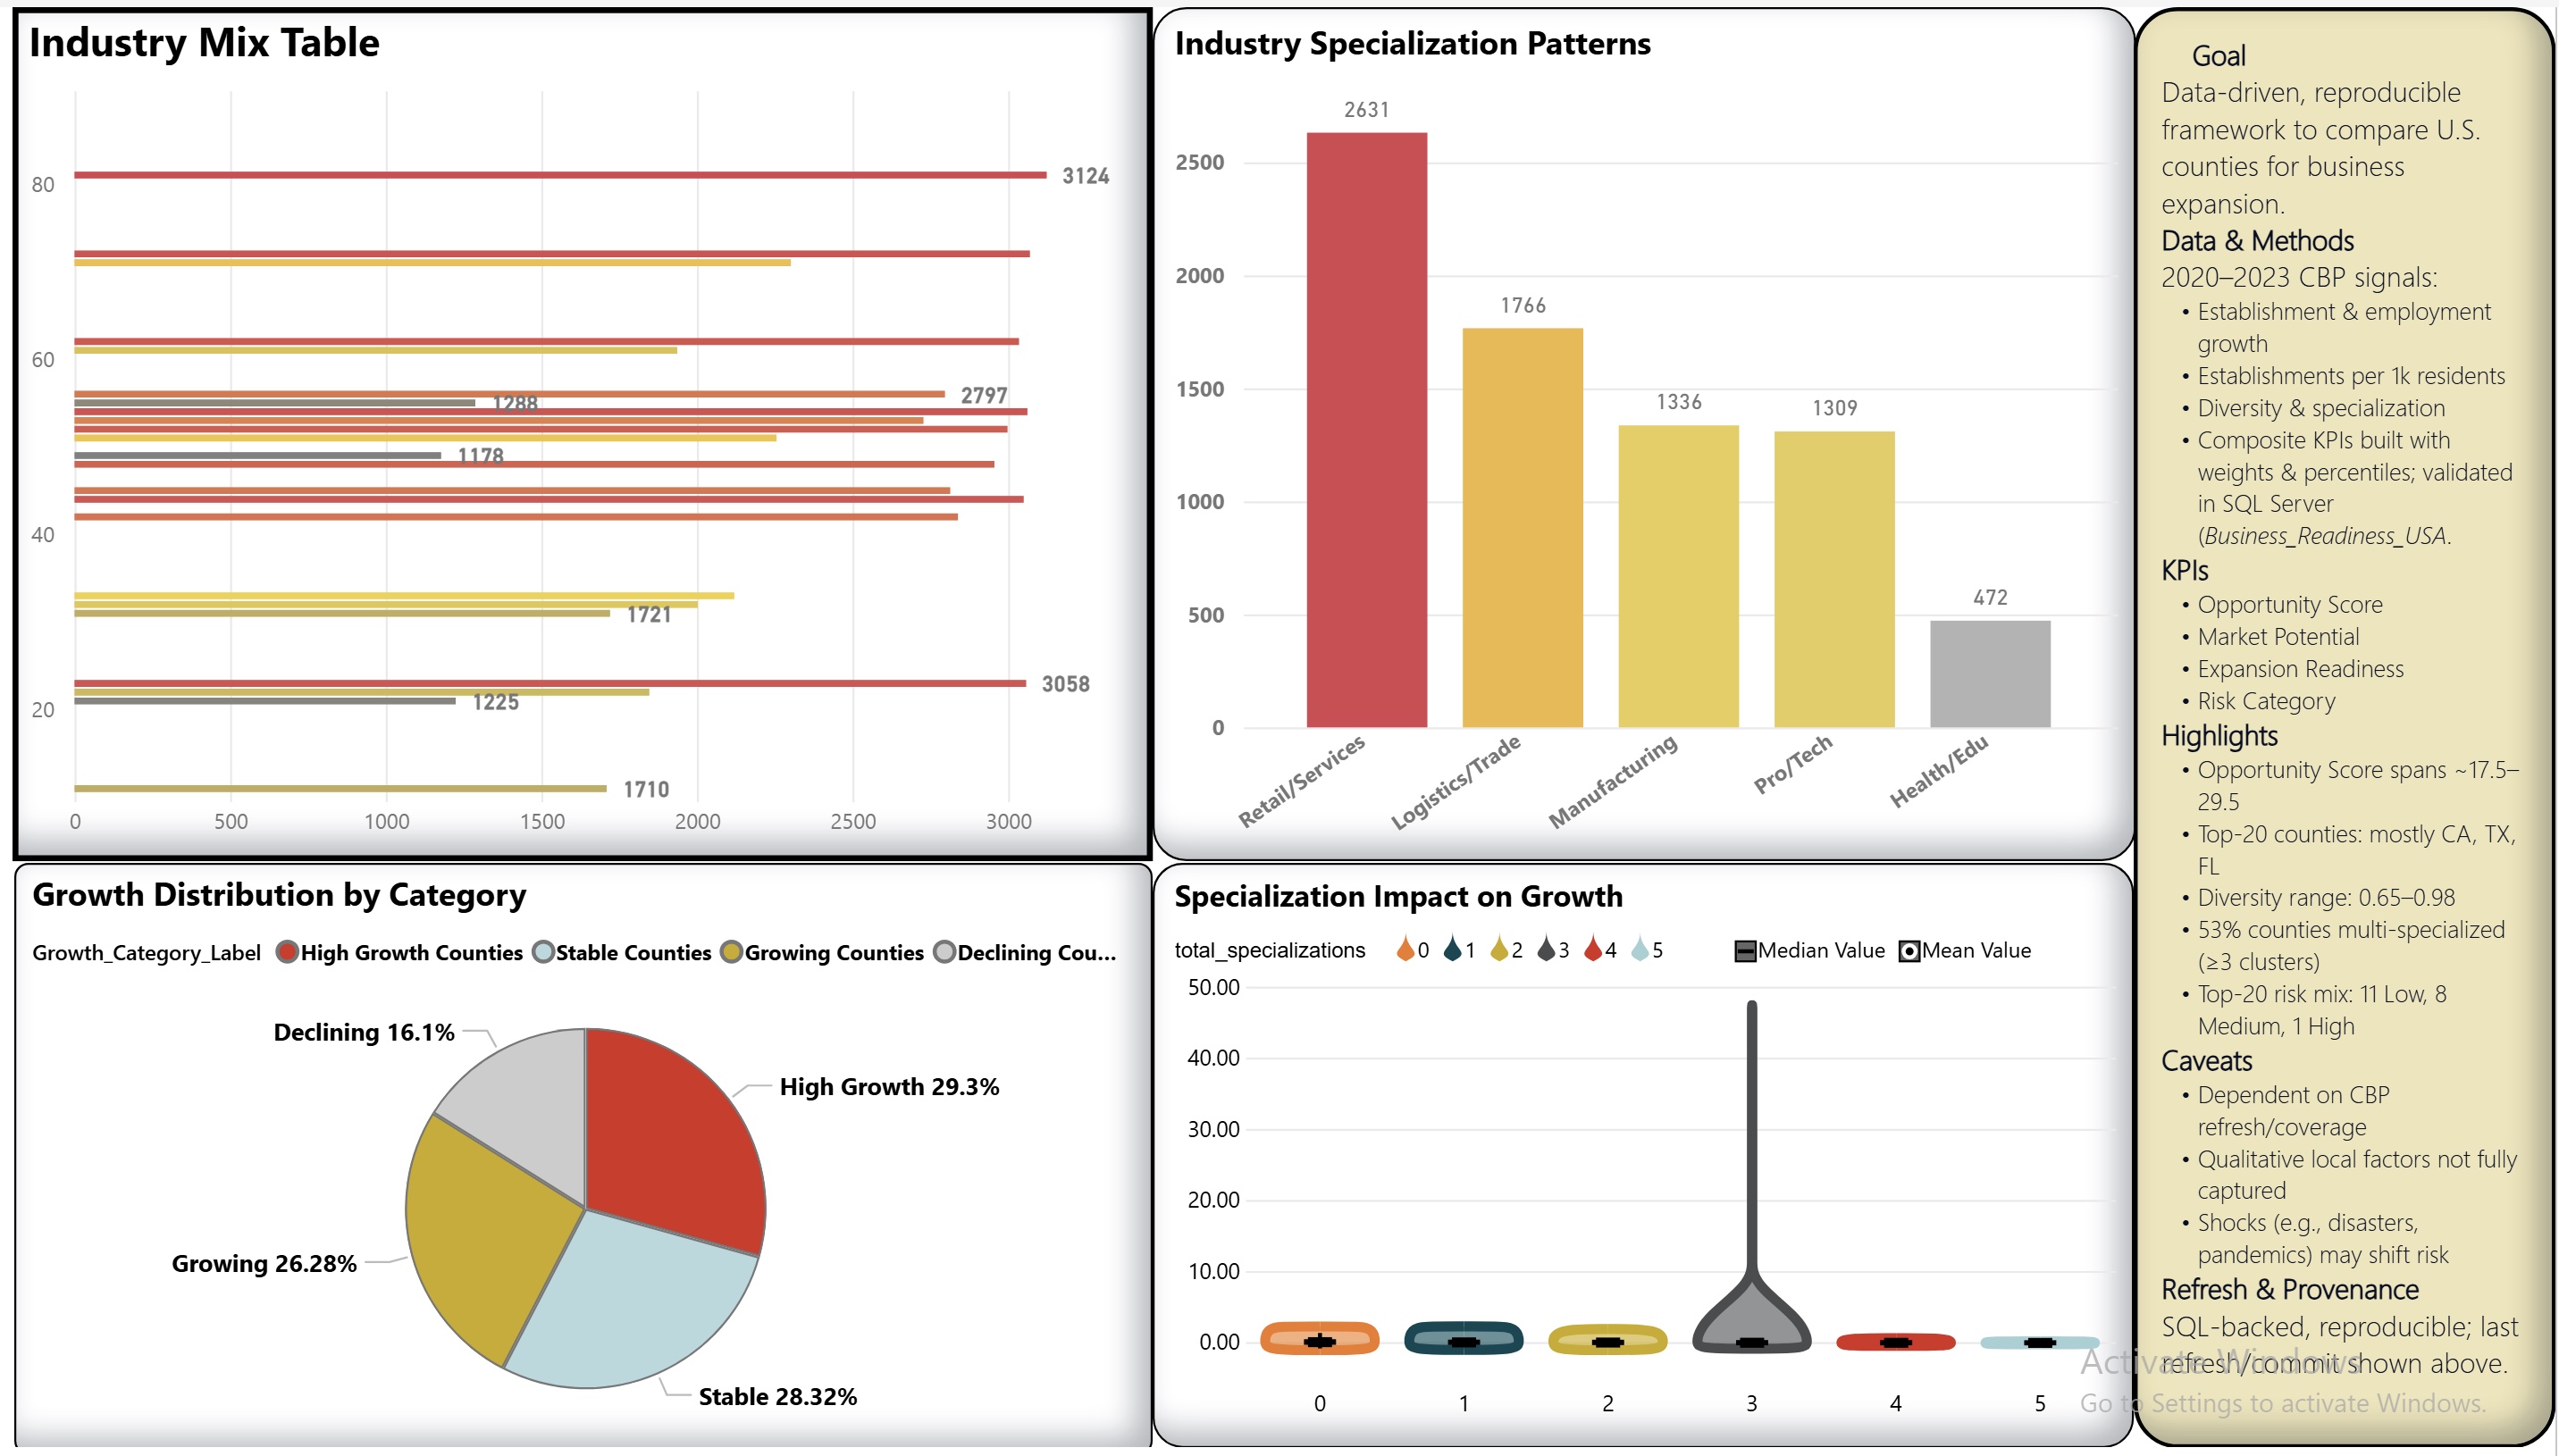 Industry Mix Table
80
60
40
20
3124
2797
1288
1178
1721
3058
1225
1710
0 500 1000 1500 2000 2500 3000
Industry Specialization Patterns
2500
2000
1500
1000
500
0
2631
1766
1336
1309
472
Retail/Services
Logistics/Trade
Manufacturing
Pro/Tech
Health/Edu
Growth Distribution by Category
Growth_Category_Label High Growth Counties Stable Counties Growing Counties Declining Cou...
Declining 16.1%
High Growth 29.3%
Growing 26.28%
Stable 28.32%
Specialization Impact on Growth
total_specializations 0 1 2 3 4 5 Median Value Mean Value
50.00
40.00
30.00
20.00
10.00
0.00
0 1 2 3 4 5
Goal
Data-driven, reproducible
framework to compare U.S.
counties for business
expansion.
Data & Methods
2020–2023 CBP signals:
• Establishment & employment
growth
• Establishments per 1k residents
• Diversity & specialization
• Composite KPIs built with
weights & percentiles; validated
in SQL Server
(Business_Readiness_USA.
KPIs
• Opportunity Score
• Market Potential
• Expansion Readiness
• Risk Category
Highlights
• Opportunity Score spans ~17.5–
29.5
• Top-20 counties: mostly CA, TX,
FL
• Diversity range: 0.65–0.98
• 53% counties multi-specialized
(≥3 clusters)
• Top-20 risk mix: 11 Low, 8
Medium, 1 High
Caveats
• Dependent on CBP
refresh/coverage
• Qualitative local factors not fully
captured
• Shocks (e.g., disasters,
pandemics) may shift risk
Refresh & Provenance
SQL-backed, reproducible; last
refresh/commit shown above.
Activate Windows
Go to Settings to activate Windows.